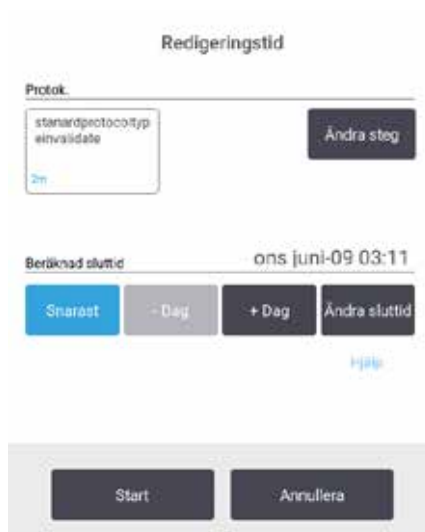 Redigeringstid
Protok.
stanardprotocoltyp
einvalidate
Ändra steg
2m
Beräknad sluttid
ons juni-09 03:11
Snarast
- Dag
+ Dag
Ändra sluttid
Hjälp
Start
Annullera